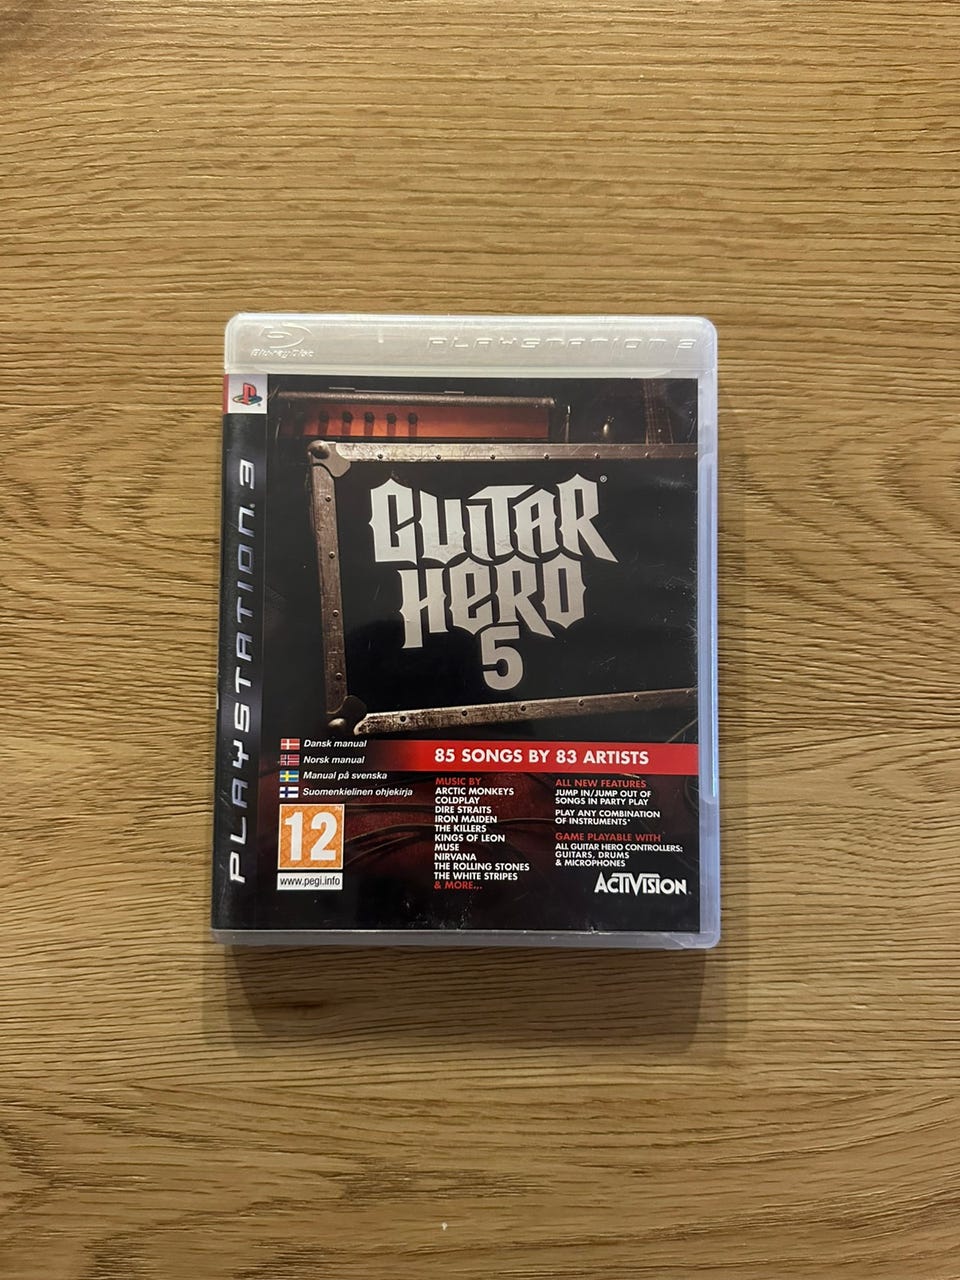 Blu-ray Disc
PLAYSTATION 3
PLAYSTATION 3
GUITAR
HERO®
5
Dansk manual
Norsk manual
Manual på svenska
Suomenkielinen ohjekirja
12
www.pegi.info
85 SONGS BY 83 ARTISTS
MUSIC BY
ARCTIC MONKEYS
COLDPLAY
DIRE STRAITS
IRON MAIDEN
THE KILLERS
KINGS OF LEON
MUSE
NIRVANA
THE ROLLING STONES
THE WHITE STRIPES
& MORE...
ALL NEW FEATURES
JUMP IN/JUMP OUT OF
SONGS IN PARTY PLAY
PLAY ANY COMBINATION
OF INSTRUMENTS*
GAME PLAYABLE WITH
ALL GUITAR HERO CONTROLLERS:
GUITARS, DRUMS
& MICROPHONES
ACTIVISION